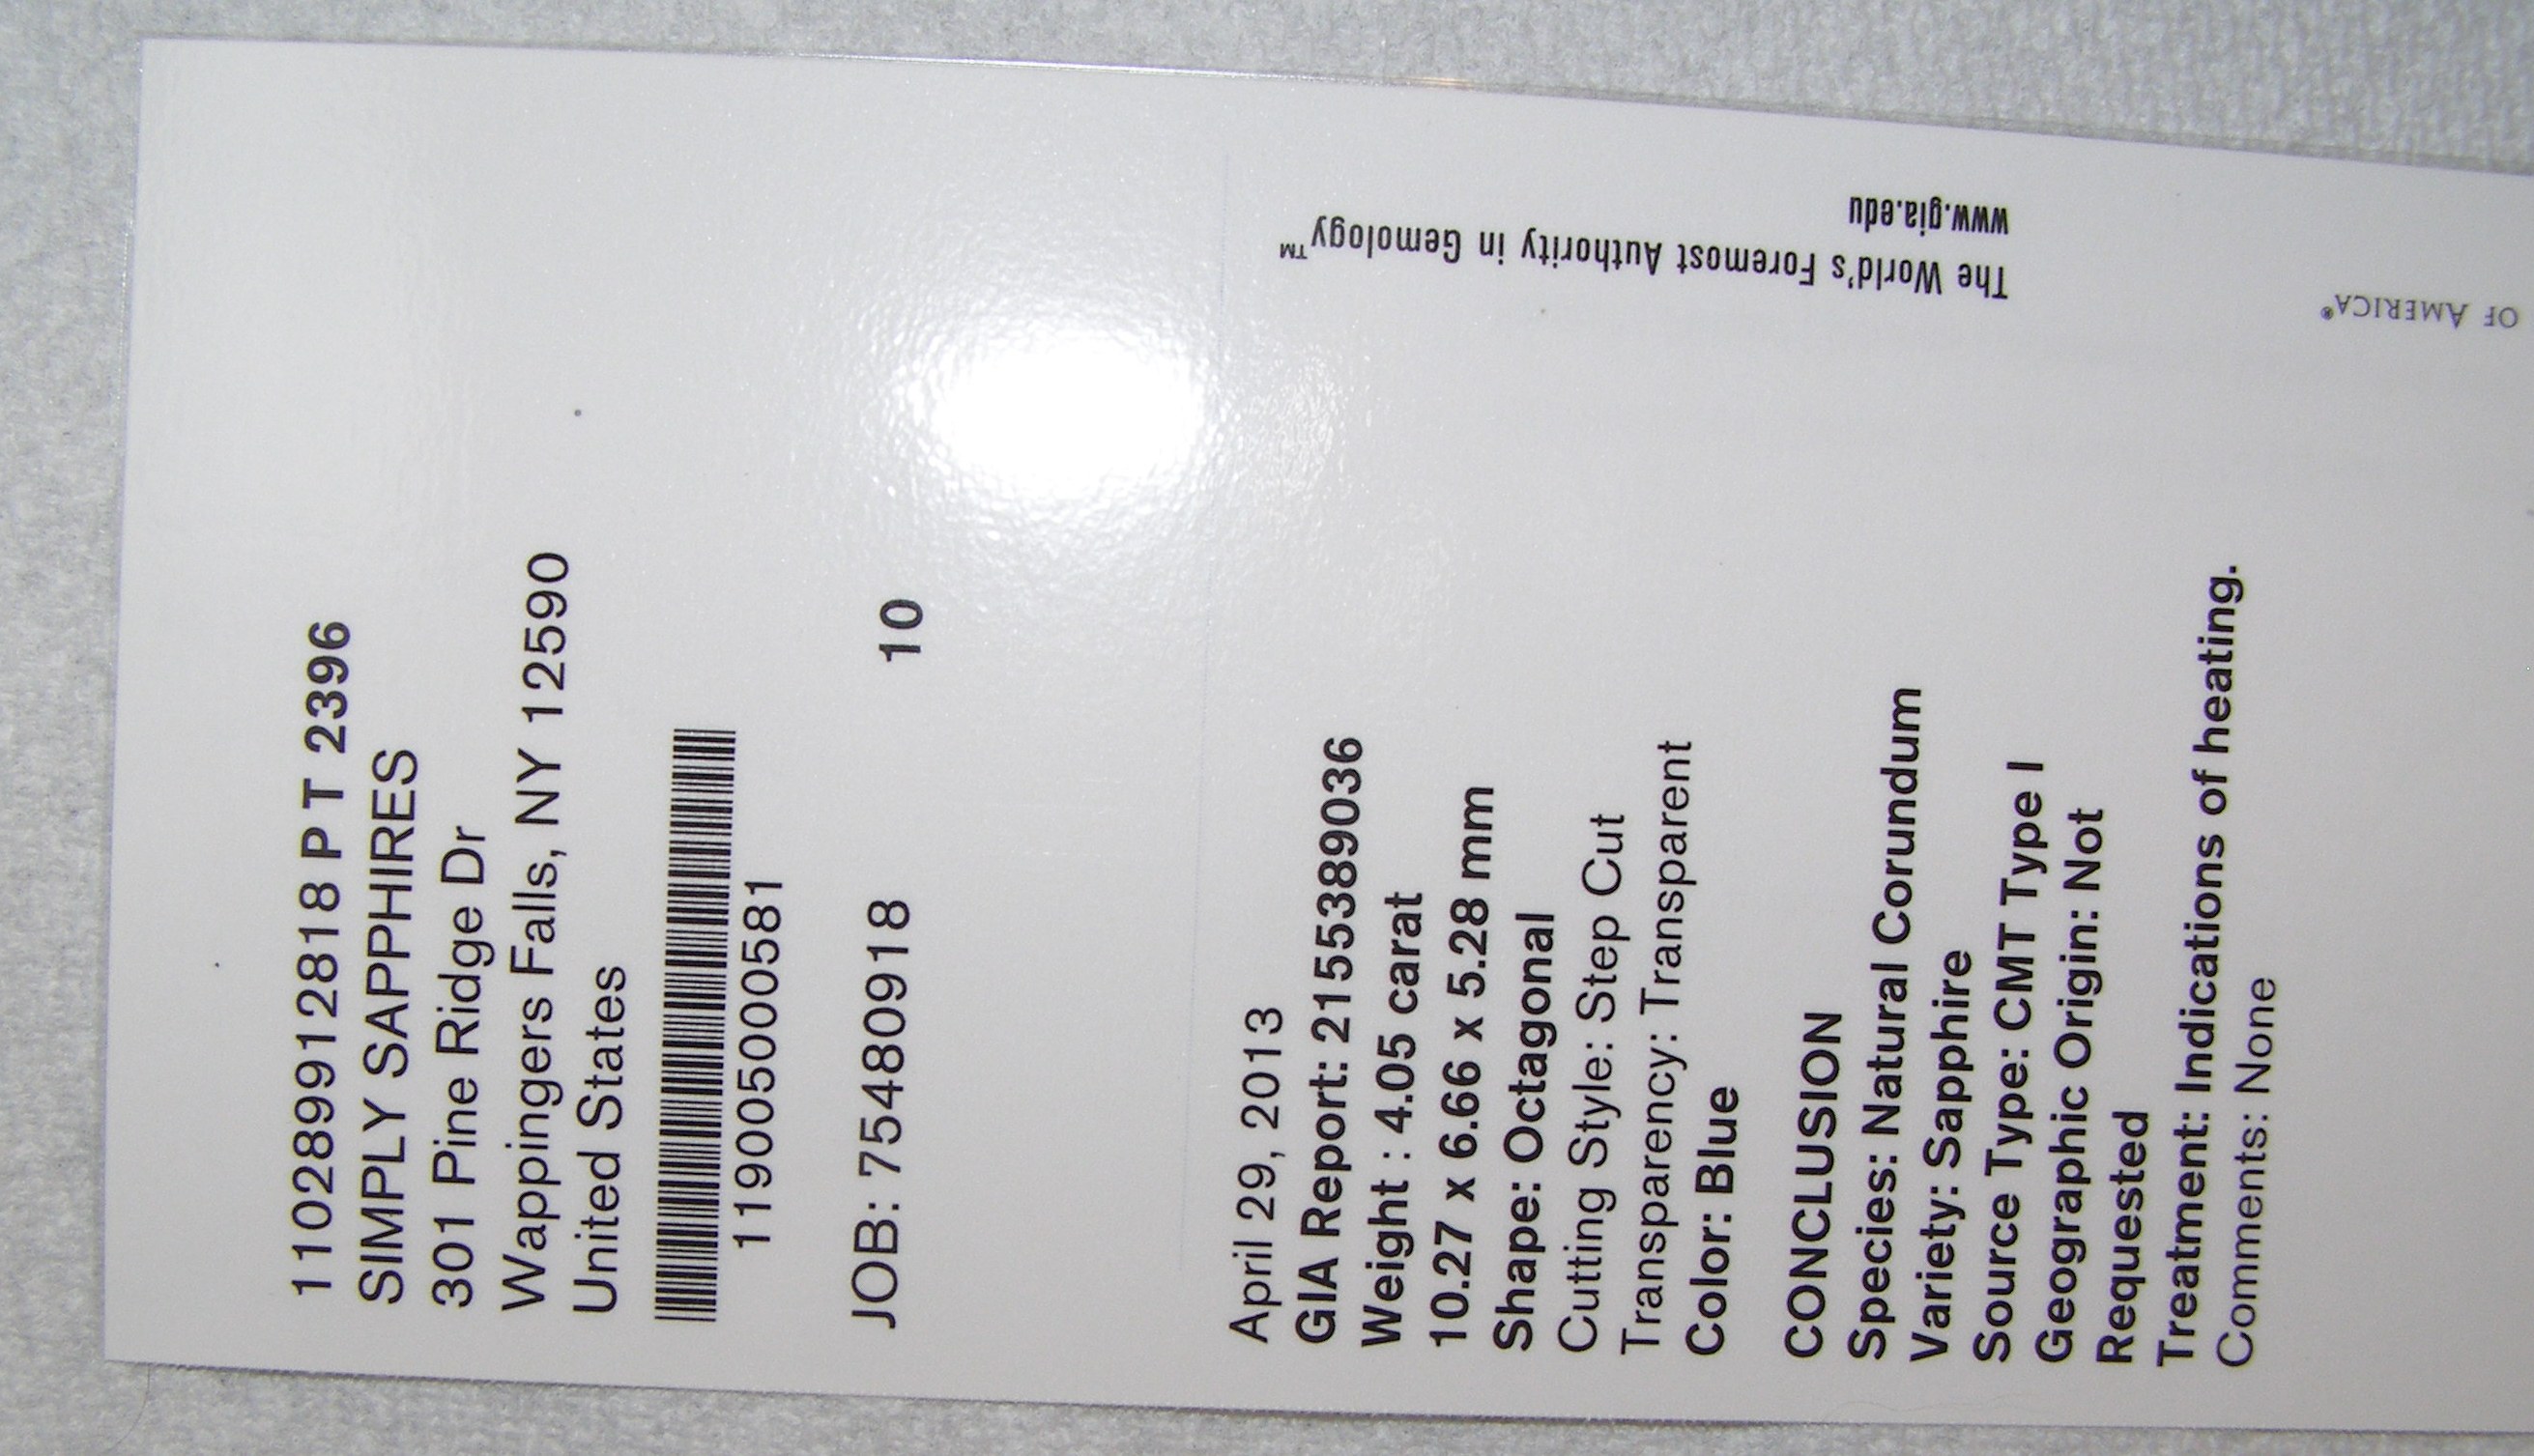 110289912818 P T 2396
SIMPLY SAPPHIRES
301 Pine Ridge Dr
Wappingers Falls, NY 12590
United States
119005000581
JOB: 75480918 10
April 29, 2013
GIA Report: 2155389036
Weight : 4.05 carat
10.27 x 6.66 x 5.28 mm
Shape: Octagonal
Cutting Style: Step Cut
Transparency: Transparent
Color: Blue
CONCLUSION
Species: Natural Corundum
Variety: Sapphire
Source Type: CMT Type I
Geographic Origin: Not
Requested
Treatment: Indications of heating.
Comments: None
OF AMERICA®
The World's Foremost Authority in Gemology™
www.gia.edu